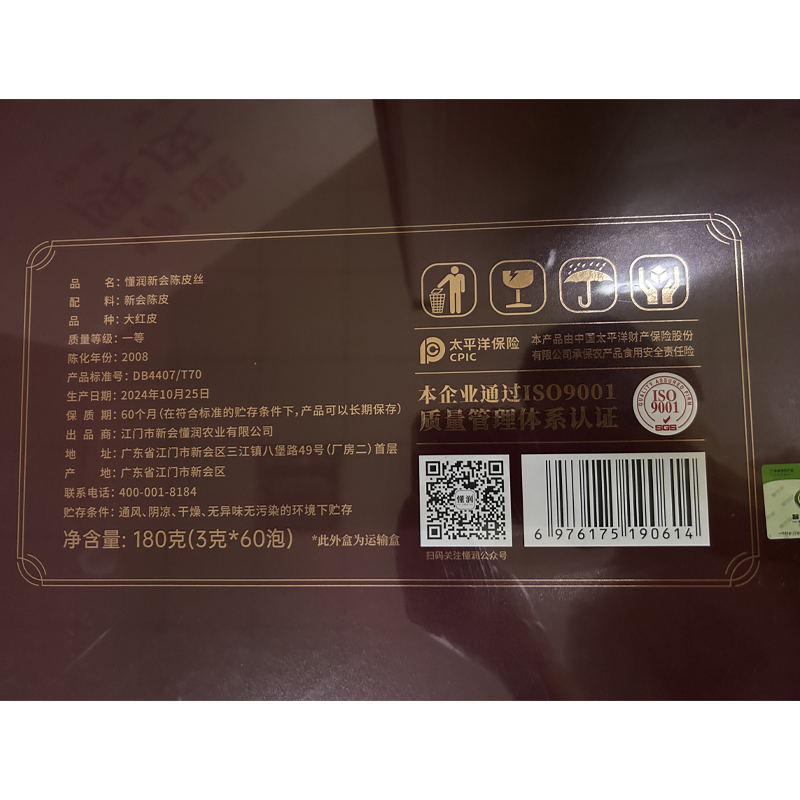 品 名：懂润新会陈皮丝
配 料：新会陈皮
品 种：大红皮
质量等级：一等
陈化年份：2008
产品标准号：DB4407/T70
生产日期：2024年10月25日
保 质 期：60个月(在符合标准的贮存条件下,产品可以长期保存)
出 品 商：江门市新会懂润农业有限公司
地 址：广东省江门市新会区三江镇八堡路49号(厂房二)首层
产 地：广东省江门市新会区
联系电话：400-001-8184
贮存条件：通风、阴凉、干燥、无异味无污染的环境下贮存
净含量：180克(3克*60泡) *此外盒为运输盒
太平洋保险
CPIC
本产品由中国太平洋财产保险股份
有限公司承保农产品食用安全责任险
本企业通过ISO9001
质量管理体系认证
QUALITY ASSURED FIRM
ISO
9001
SGS
懂润
扫码关注懂润公众号
6 976175 190614